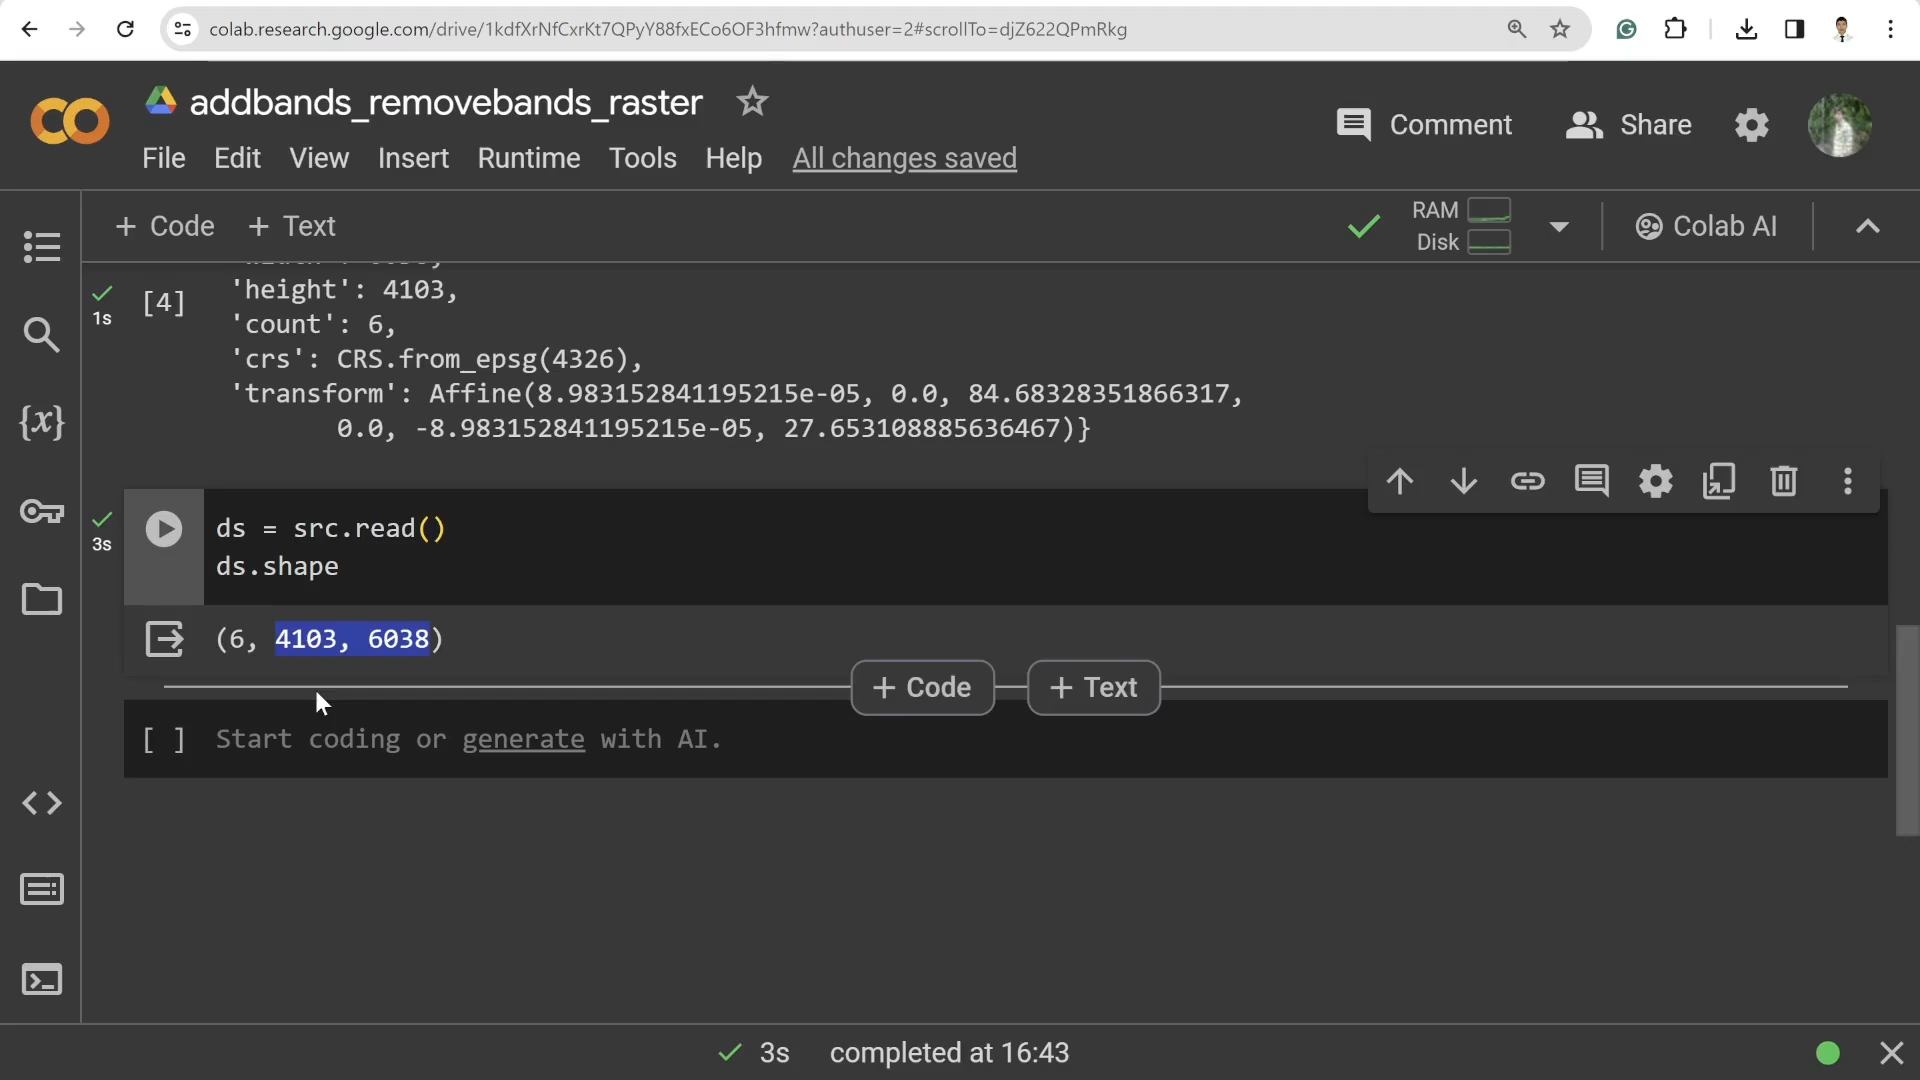 colab.research.google.com/drive/1kdfXrNfCxrKt7QPyY88fxECo6OF3hfmw?authuser=2#scrollTo=djZ622QPmRkg
addbands_removebands_raster
Comment Share
File Edit View Insert Runtime Tools Help All changes saved
+ Code + Text
RAM
Disk
Colab AI
1s
[4]
'height': 4103,
'count': 6,
'crs': CRS.from_epsg(4326),
'transform': Affine(8.983152841195215e-05, 0.0, 84.68328351866317,
0.0, -8.983152841195215e-05, 27.653108885636467)}
{x}
3s
ds = src.read()
ds.shape
(6, 4103, 6038)
+ Code + Text
[ ] Start coding or generate with AI.
3s completed at 16:43